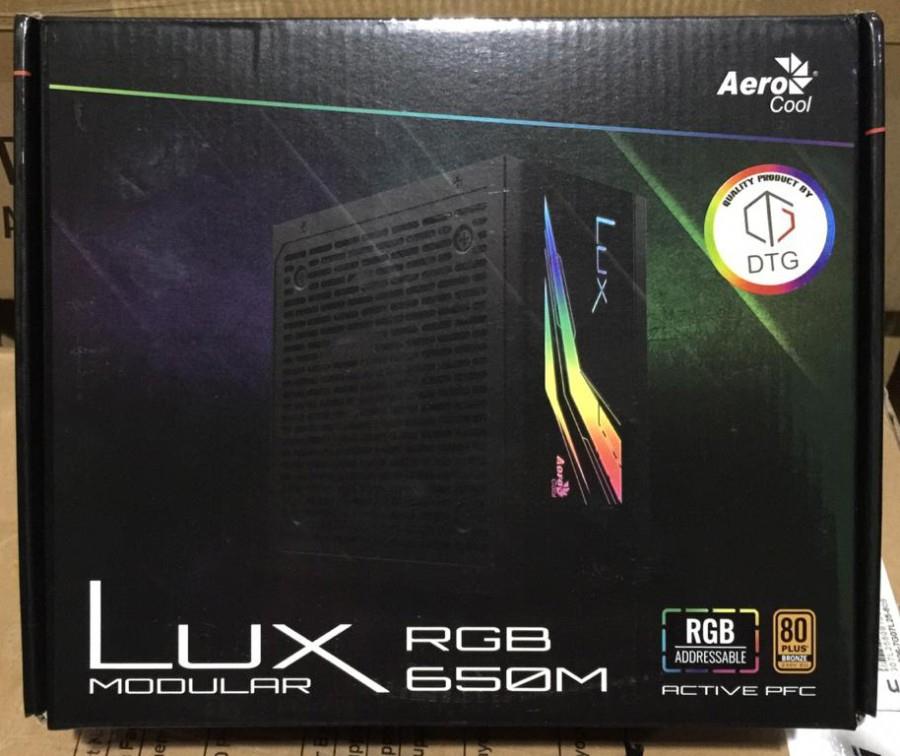 Aero
Cool
QUALITY PRODUCT BY
DTG
LUX
Aero
Cool
LUX
MODULAR
RGB
650M
RGB
ADDRESSABLE
80
PLUS
BRONZE
ACTIVE PFC